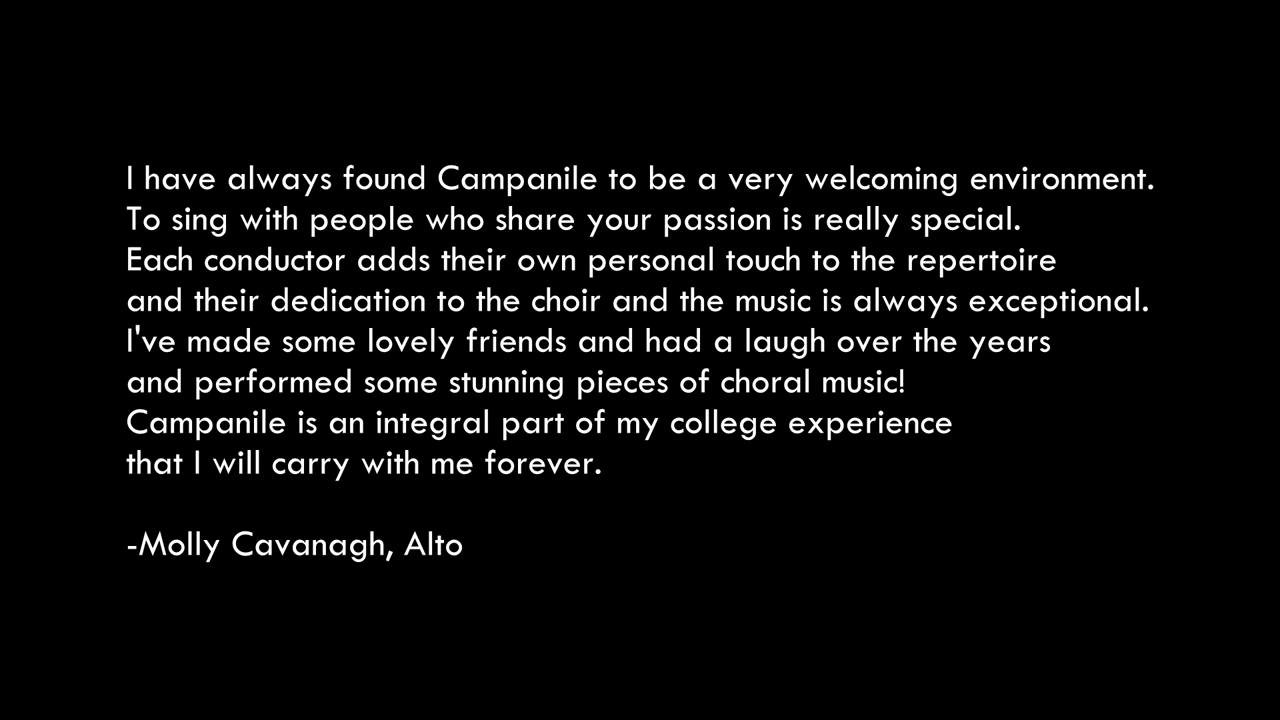 I have always found Campanile to be a very welcoming environment.
To sing with people who share your passion is really special.
Each conductor adds their own personal touch to the repertoire
and their dedication to the choir and the music is always exceptional.
I've made some lovely friends and had a laugh over the years
and performed some stunning pieces of choral music!
Campanile is an integral part of my college experience
that I will carry with me forever.
-Molly Cavanagh, Alto